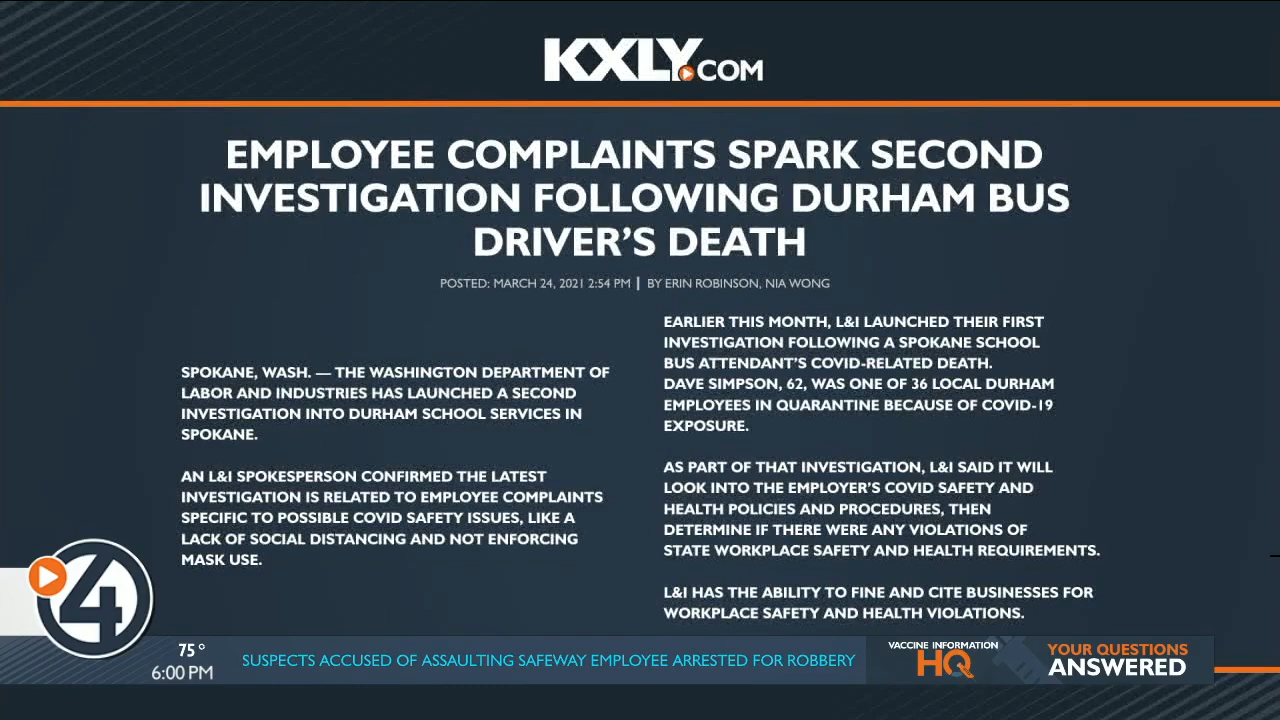 KXLY.COM
EMPLOYEE COMPLAINTS SPARK SECOND
INVESTIGATION FOLLOWING DURHAM BUS
DRIVER'S DEATH
POSTED: MARCH 24, 2021 2:54 PM | BY ERIN ROBINSON, NIA WONG
SPOKANE, WASH. — THE WASHINGTON DEPARTMENT OF
LABOR AND INDUSTRIES HAS LAUNCHED A SECOND
INVESTIGATION INTO DURHAM SCHOOL SERVICES IN
SPOKANE.
AN L&I SPOKESPERSON CONFIRMED THE LATEST
INVESTIGATION IS RELATED TO EMPLOYEE COMPLAINTS
SPECIFIC TO POSSIBLE COVID SAFETY ISSUES, LIKE A
LACK OF SOCIAL DISTANCING AND NOT ENFORCING
MASK USE.
EARLIER THIS MONTH, L&I LAUNCHED THEIR FIRST
INVESTIGATION FOLLOWING A SPOKANE SCHOOL
BUS ATTENDANT'S COVID-RELATED DEATH.
DAVE SIMPSON, 62, WAS ONE OF 36 LOCAL DURHAM
EMPLOYEES IN QUARANTINE BECAUSE OF COVID-19
EXPOSURE.
AS PART OF THAT INVESTIGATION, L&I SAID IT WILL
LOOK INTO THE EMPLOYER'S COVID SAFETY AND
HEALTH POLICIES AND PROCEDURES, THEN
DETERMINE IF THERE WERE ANY VIOLATIONS OF
STATE WORKPLACE SAFETY AND HEALTH REQUIREMENTS.
L&I HAS THE ABILITY TO FINE AND CITE BUSINESSES FOR
WORKPLACE SAFETY AND HEALTH VIOLATIONS.
4
75°
6:00 PM
SUSPECTS ACCUSED OF ASSAULTING SAFEWAY EMPLOYEE ARRESTED FOR ROBBERY
VACCINE INFORMATION
HQ
YOUR QUESTIONS
ANSWERED